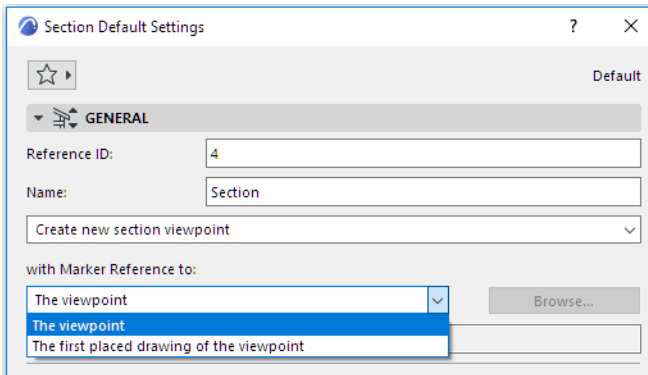 Section Default Settings ? ×
Default
GENERAL
Reference ID: 4
Name: Section
Create new section viewpoint
with Marker Reference to:
The viewpoint Browse...
The viewpoint
The first placed drawing of the viewpoint